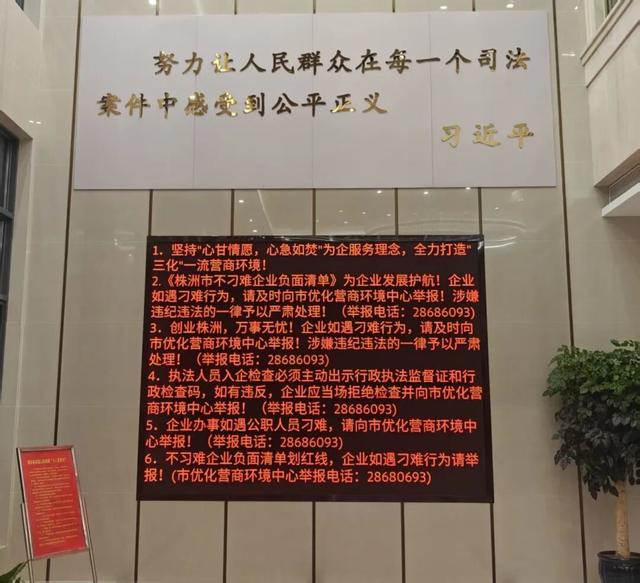 努力让人民群众在每一个司法
案件中感受到公平正义
习近平
1．坚持"心甘情愿，心急如焚"为企服务理念，全力打造"
三化"一流营商环境！
2.《株洲市不刁难企业负面清单》为企业发展护航！企业
如遇刁难行为，请及时向市优化营商环境中心举报！涉嫌
违纪违法的一律予以严肃处理！（举报电话：28686093)
3．创业株洲，万事无忧！企业如遇刁难行为，请及时向
市优化营商环境中心举报！涉嫌违纪违法的一律予以严肃
处理！（举报电话：28686093)
4．执法人员入企检查必须主动出示行政执法监督证和行
政检查码，如有违反，企业应当场拒绝检查并向市优化营
商环境中心举报！（举报电话：28686093)
5．企业办事如遇公职人员刁难，请向市优化营商环境中
心举报！（举报电话：28686093)
6．不刁难企业负面清单划红线，企业如遇刁难行为请举
报！(市优化营商环境中心举报电话：28680693)